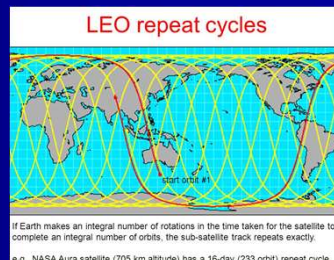 LEO repeat cycles
start orbit #1
If Earth makes an integral number of rotations in the time taken for the satellite to
complete an integral number of orbits, the sub-satellite track repeats exactly.
e.g., NASA Aura satellite (705 km altitude) has a 16-day (233 orbit) repeat cycle